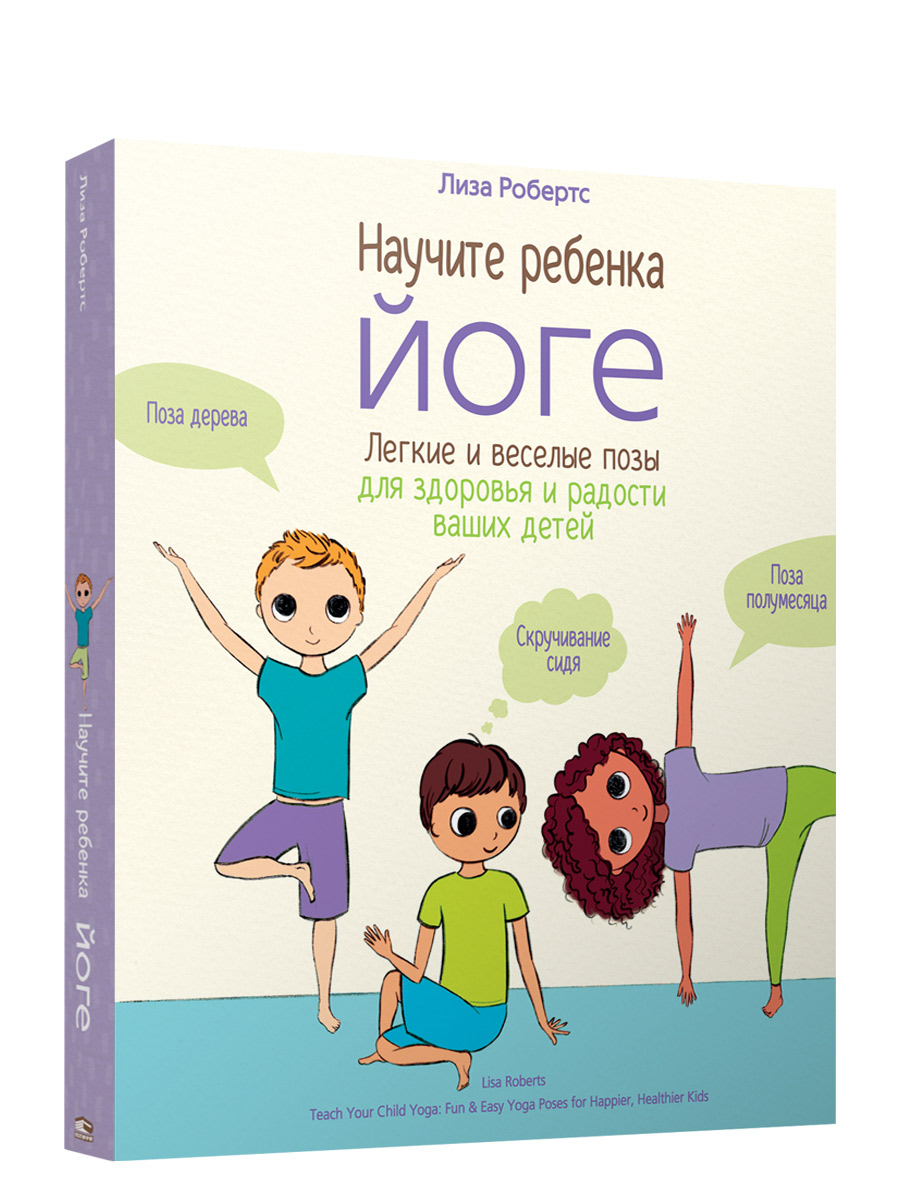 Лиза Робертс
Научите ребенка
йоге
Легкие и веселые позы
для здоровья и радости
ваших детей
Поза дерева
Скручивание
сидя
Поза
полумесяца
Lisa Roberts
Teach Your Child Yoga: Fun & Easy Yoga Poses for Happier, Healthier Kids
Лиза Робертс
Научите ребенка йоге